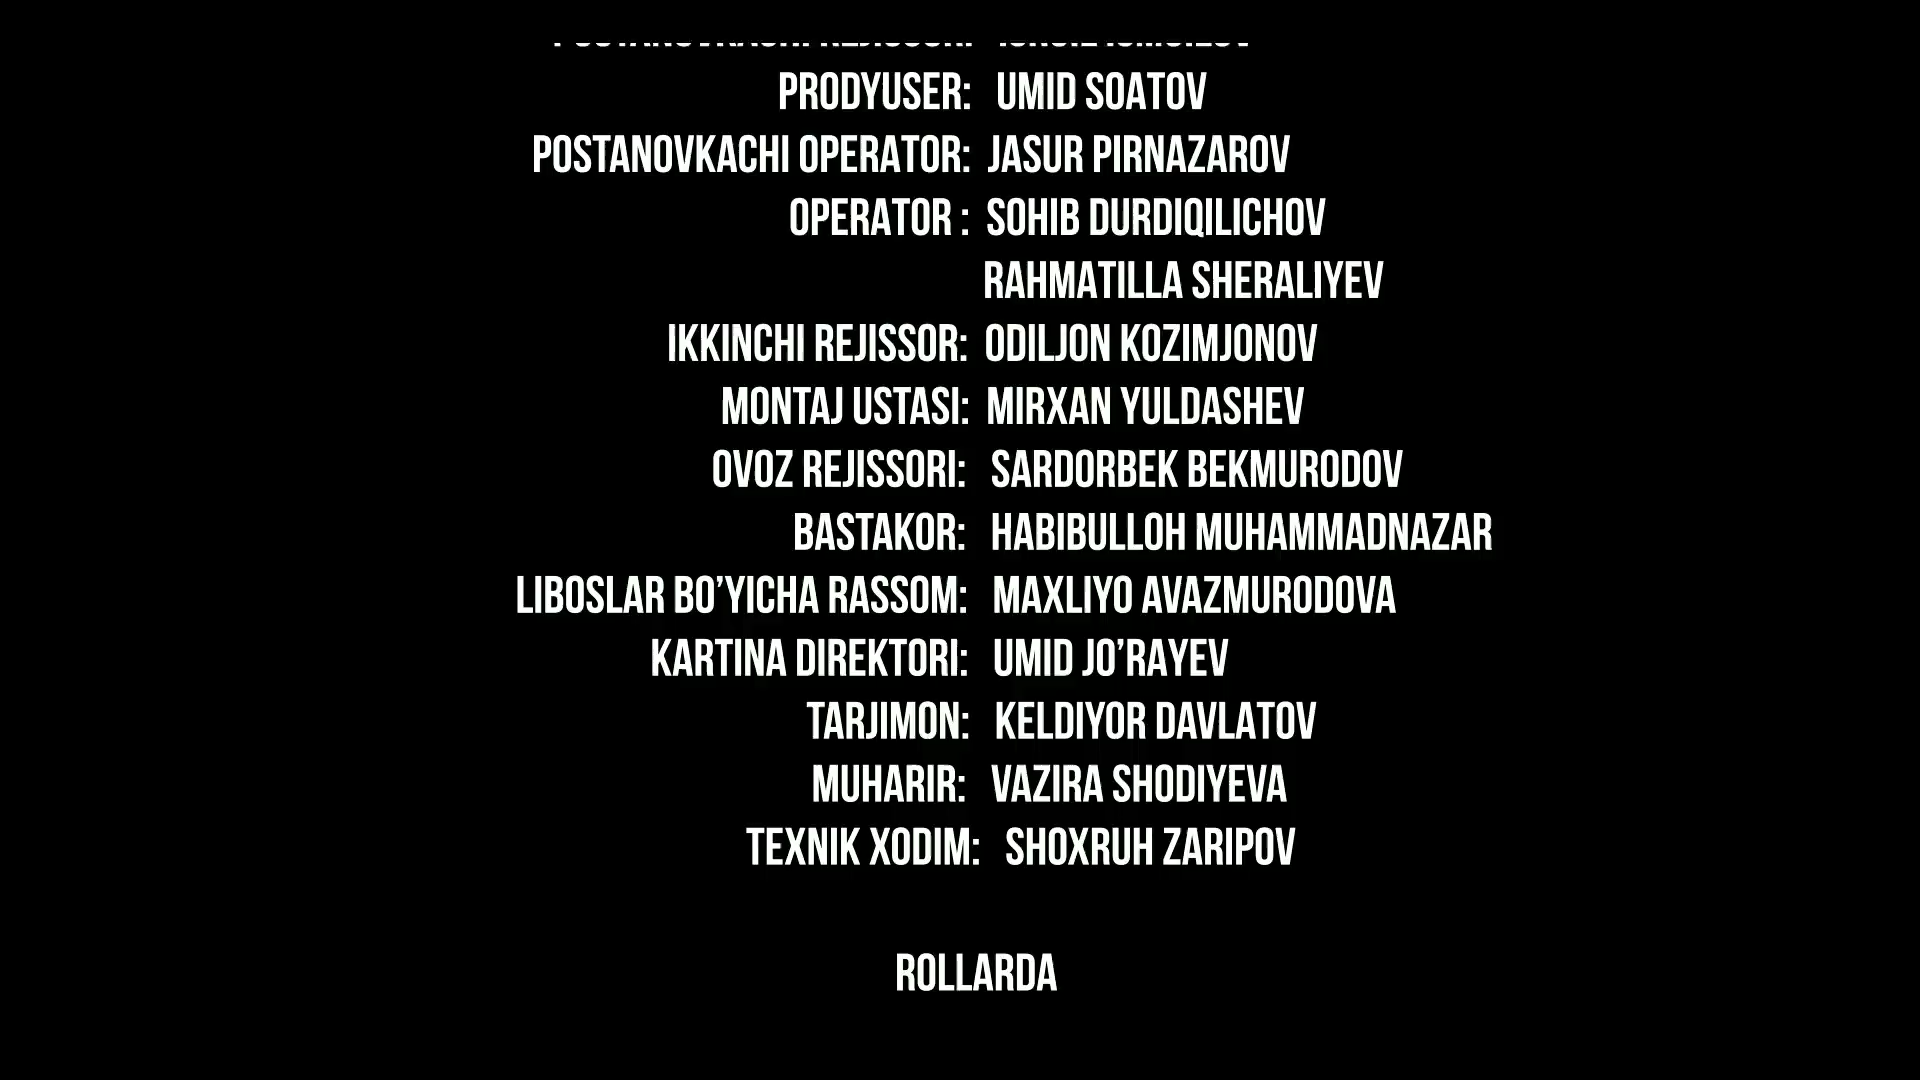 PRODYUSER: UMID SOATOV
POSTANOVKACHI OPERATOR: JASUR PIRNAZAROV
OPERATOR : SOHIB DURDIQILICHOV
RAHMATILLA SHERALIYEV
IKKINCHI REJISSOR: ODILJON KOZIMJONOV
MONTAJ USTASI: MIRXAN YULDASHEV
OVOZ REJISSORI: SARDORBEK BEKMURODOV
BASTAKOR: HABIBULLOH MUHAMMADNAZAR
LIBOSLAR BO’YICHA RASSOM: MAXLIYO AVAZMURODOVA
KARTINA DIREKTORI: UMID JO’RAYEV
TARJIMON: KELDIYOR DAVLATOV
MUHARIR: VAZIRA SHODIYEVA
TEXNIK XODIM: SHOXRUH ZARIPOV
ROLLARDA